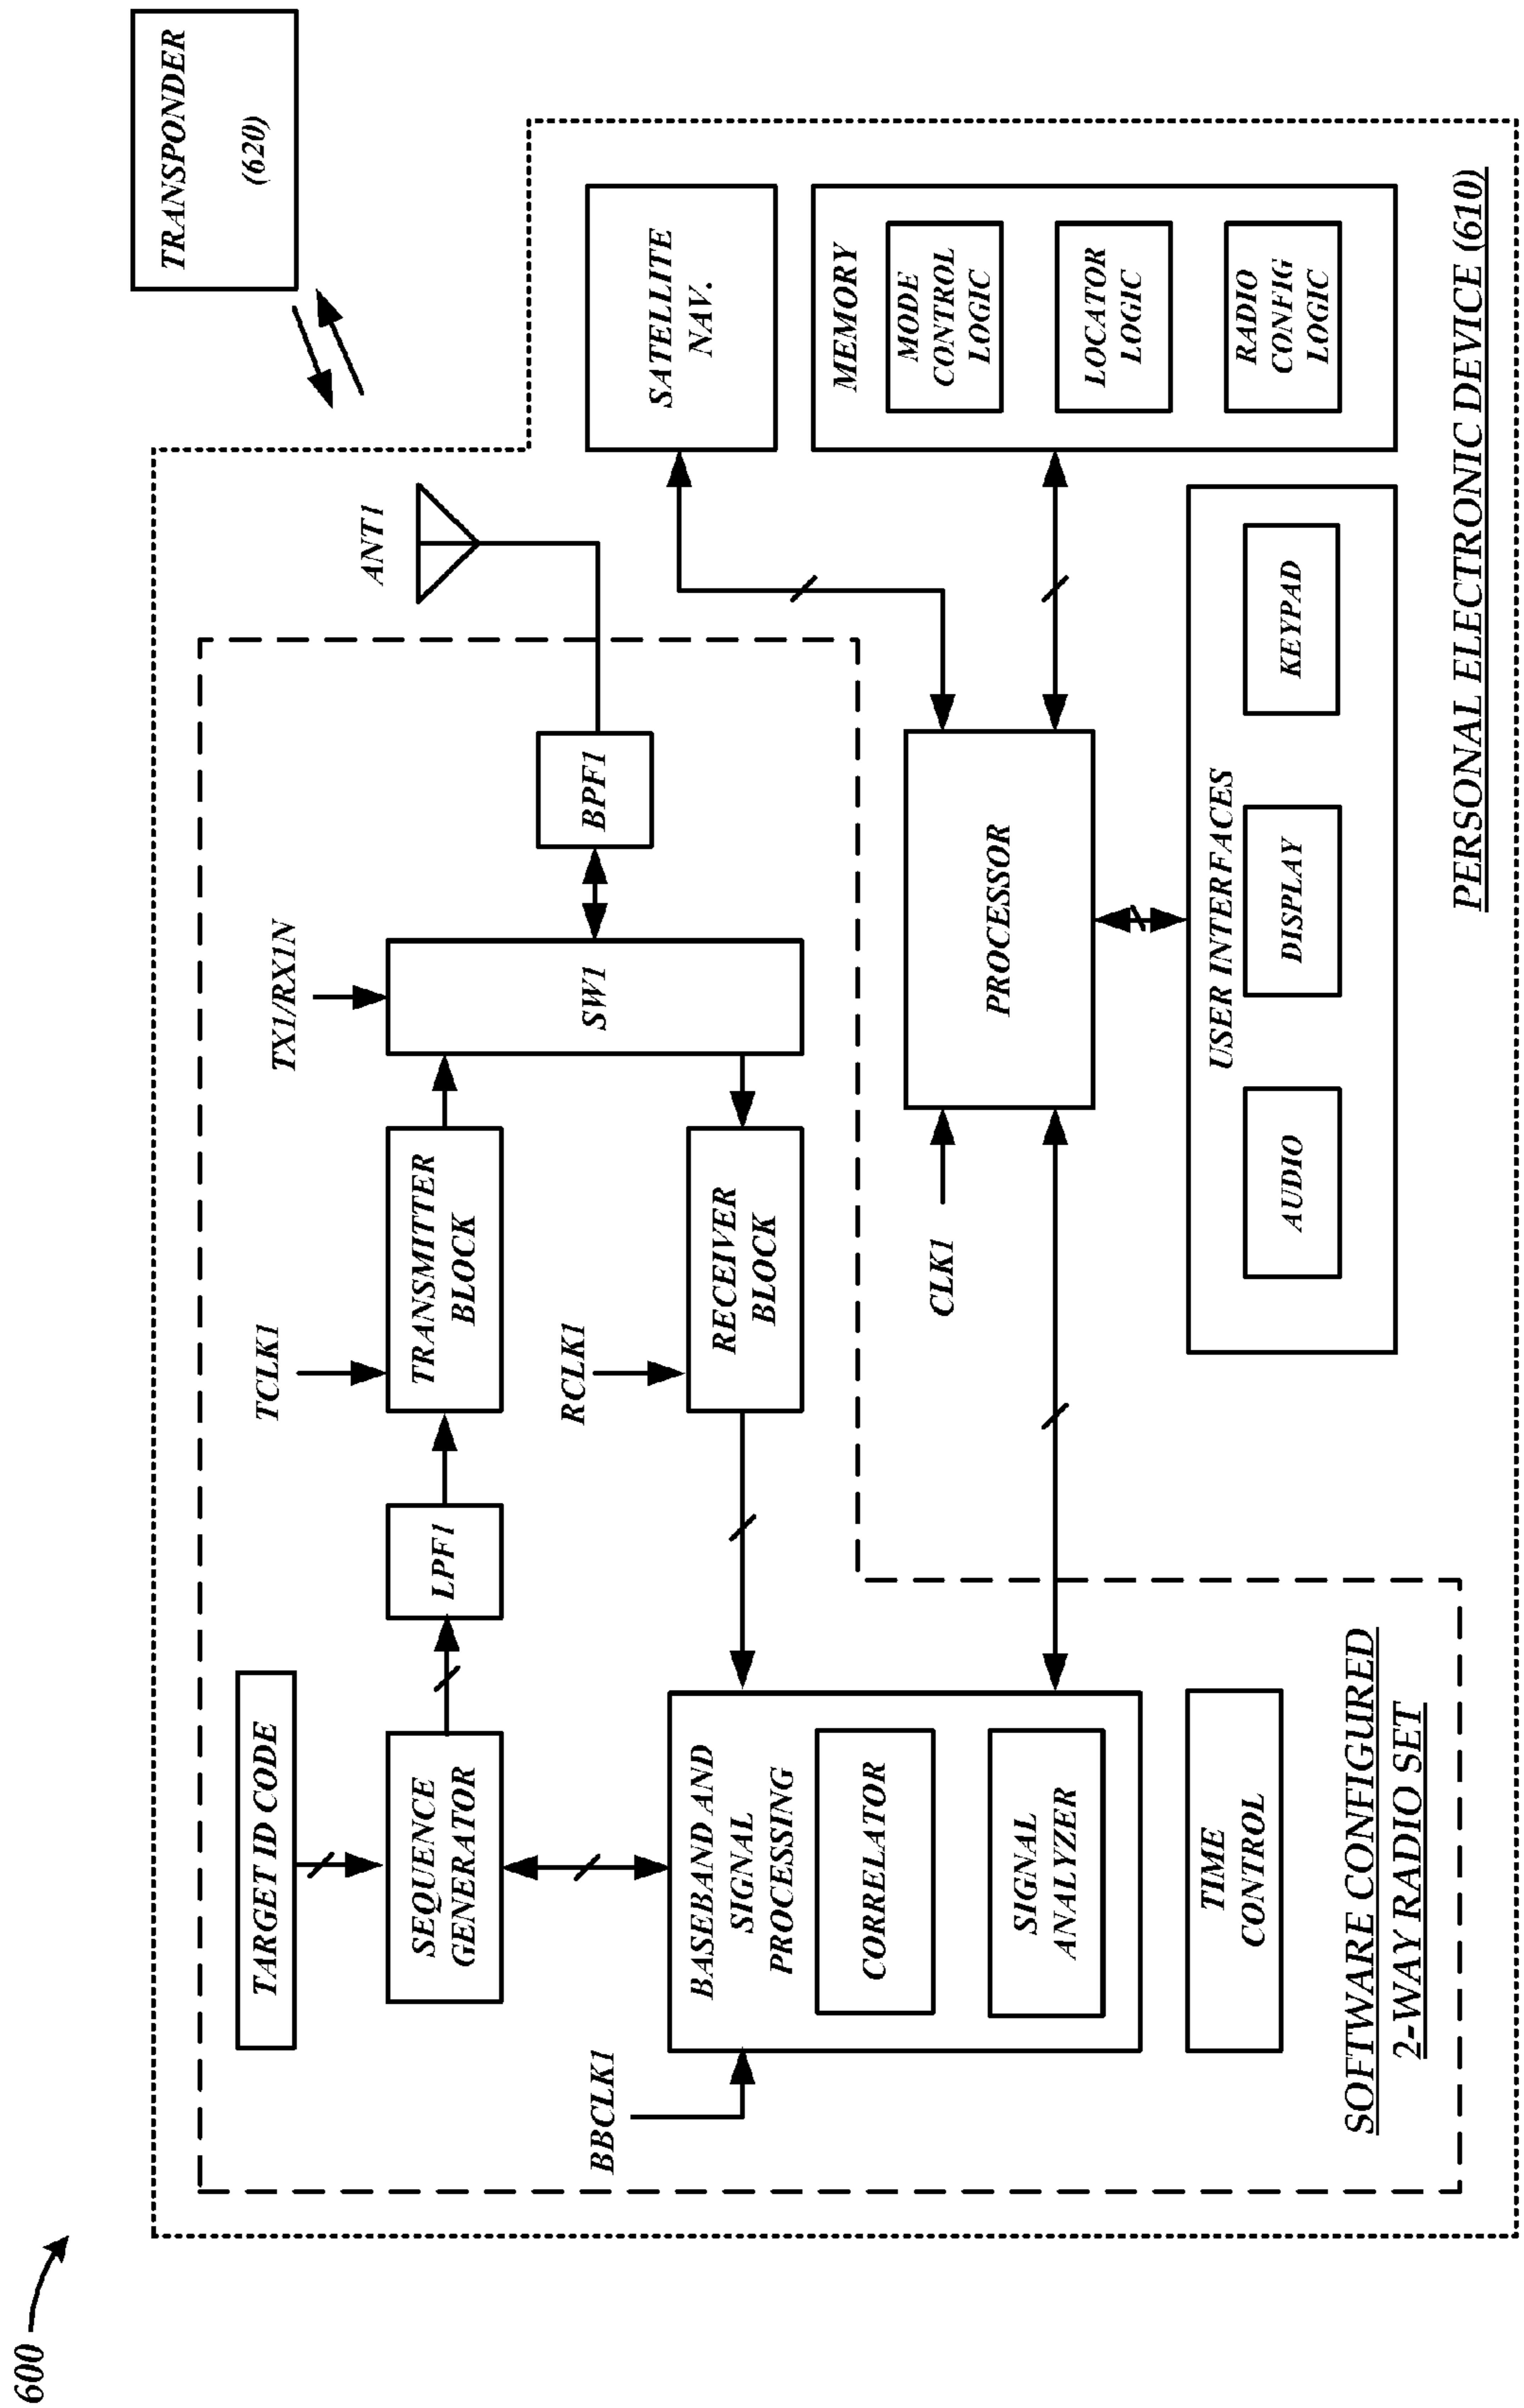 600
TRANSPONDER
(620)
ANT1
TX1/RX1N
TCLK1
TARGET ID CODE
SEQUENCE
GENERATOR
LPF1
TRANSMITTER
BLOCK
SW1
BPF1
RCLK1
RECEIVER
BLOCK
BBCLK1
BASEBAND AND
SIGNAL
PROCESSING
CORRELATOR
SIGNAL
ANALYZER
TIME
CONTROL
SOFTWARE CONFIGURED
2-WAY RADIO SET
CLK1
PROCESSOR
SATELLITE
NAV.
MEMORY
MODE
CONTROL
LOGIC
LOCATOR
LOGIC
RADIO
CONFIG
LOGIC
USER INTERFACES
AUDIO
DISPLAY
KEYPAD
PERSONAL ELECTRONIC DEVICE (610)